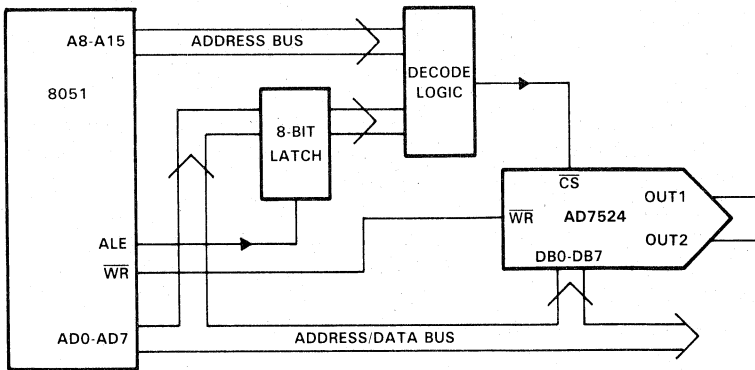 A8-A15
ADDRESS BUS
DECODE
LOGIC
8051
8-BIT
LATCH
CS
OUT1
WR
AD7524
OUT2
ALE
WR
DB0-DB7
AD0-AD7
ADDRESS/DATA BUS